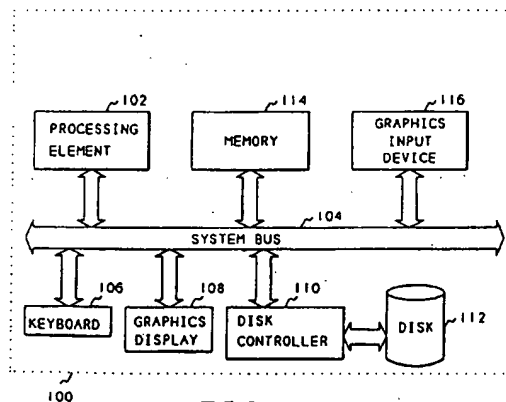 102
114
116
PROCESSING
ELEMENT
MEMORY
GRAPHICS
INPUT
DEVICE
104
SYSTEM BUS
106
108
110
KEYBOARD
GRAPHICS
DISPLAY
DISK
CONTROLLER
DISK
112
100